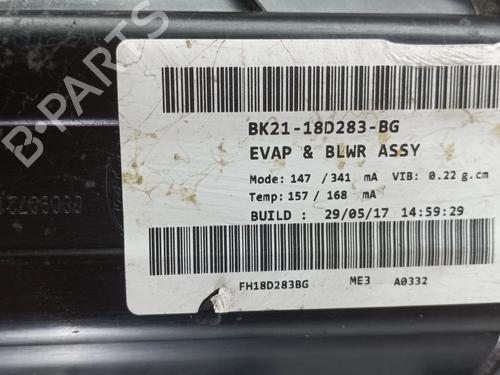 BK21-18D283-BG
EVAP & BLWR ASSY
Mode: 147 /341 mA VIB: 0.22 g.cm
Temp: 157 / 168 mA
BUILD : 29/05/17 14:59:29
FH18D283BG ME3 A0332
B-PARTS